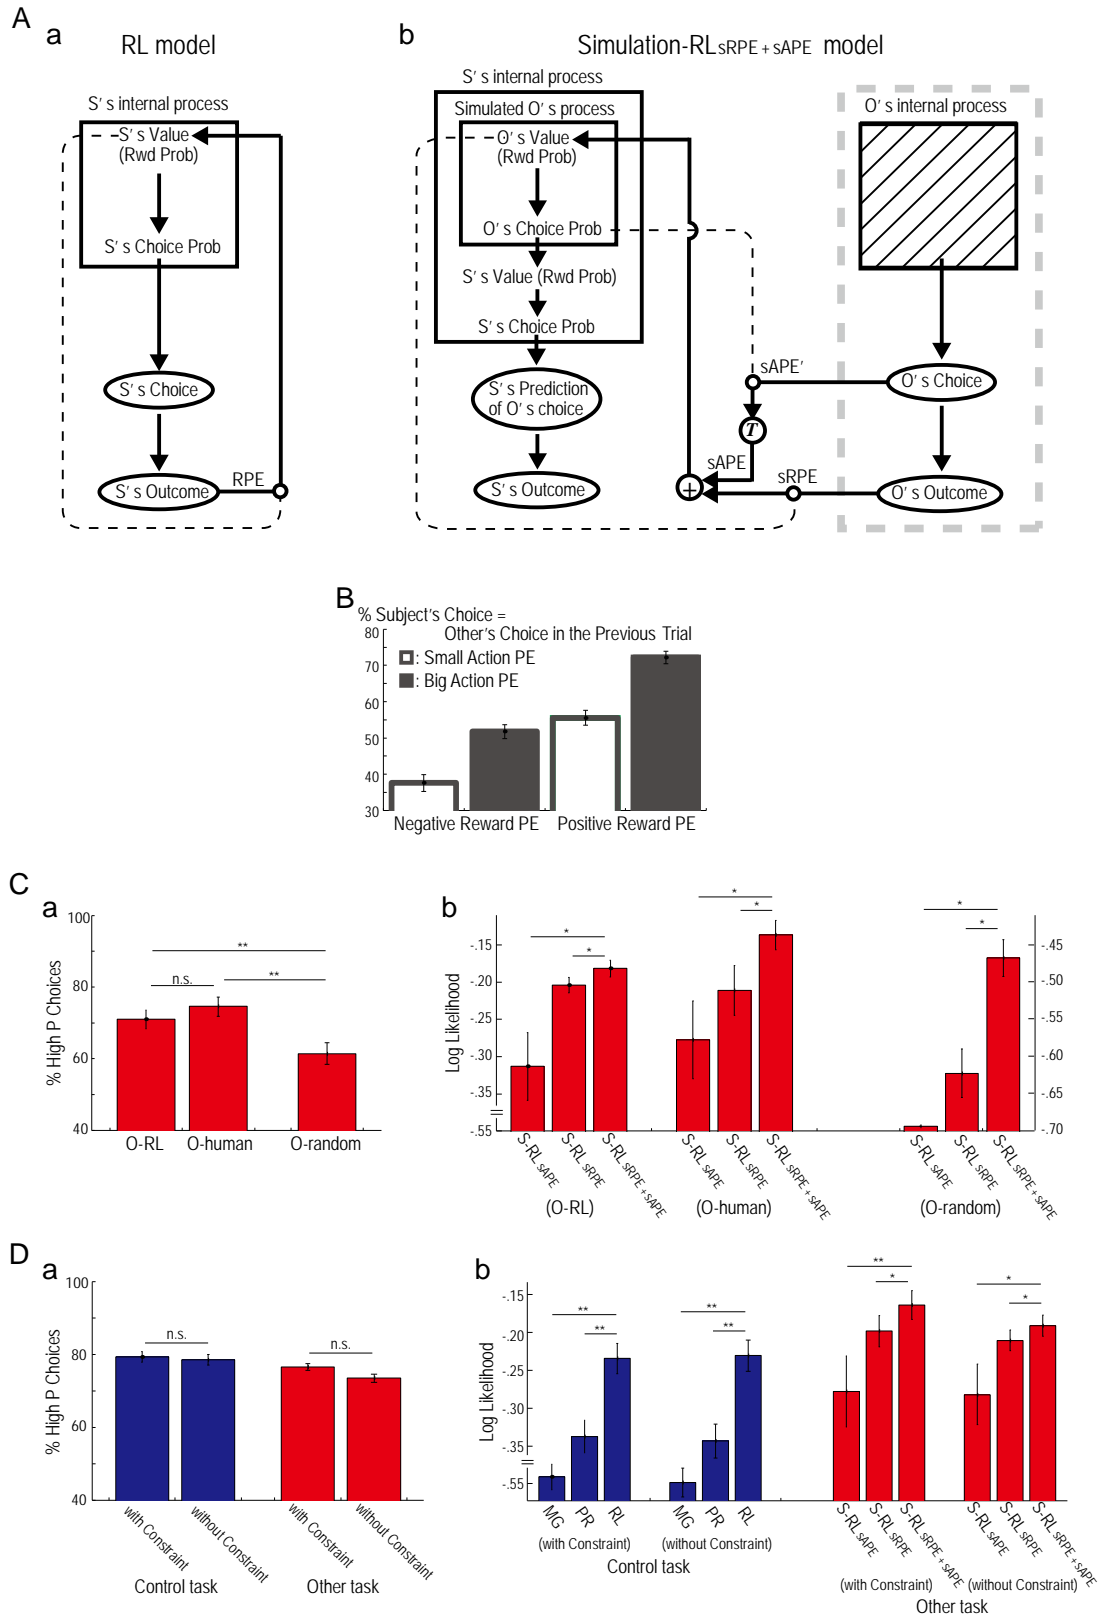 A
a
RL model
S's internal process
S's Value
(Rwd Prob)
S's Choice Prob
S's Choice
S's Outcome
RPE
b
Simulation-RL sRPE + sAPE model
S's internal process
Simulated O's process
O's Value
(Rwd Prob)
O's Choice Prob
S's Value (Rwd Prob)
S's Choice Prob
S's Prediction
of O's choice
S's Outcome
sAPE'
T
sAPE
+
sRPE
O's internal process
O's Choice
O's Outcome
B
% Subject's Choice =
Other's Choice in the Previous Trial
: Small Action PE
: Big Action PE
80
70
60
50
40
30
Negative Reward PE
Positive Reward PE
C
a
% High P Choices
100
80
60
40
n.s.
**
**
O-RL
O-human
O-random
b
Log Likelihood
-.15
-.20
-.25
-.30
-.35
-.55
*
*
*
*
*
*
-.45
-.50
-.55
-.60
-.65
-.70
S-RL sAPE
S-RL sRPE
S-RL sRPE + sAPE
(O-RL)
S-RL sAPE
S-RL sRPE
S-RL sRPE + sAPE
(O-human)
S-RL sAPE
S-RL sRPE
S-RL sRPE + sAPE
(O-random)
D
a
% High P Choices
100
80
60
40
n.s.
n.s.
with Constraint
without Constraint
Control task
with Constraint
without Constraint
Other task
b
Log Likelihood
-.15
-.20
-.25
-.30
-.35
-.55
**
**
**
**
**
*
*
*
MG
PR
RL
(with Constraint)
MG
PR
RL
(without Constraint)
Control task
S-RL sAPE
S-RL sRPE
S-RL sRPE + sAPE
(with Constraint)
S-RL sAPE
S-RL sRPE
S-RL sRPE + sAPE
(without Constraint)
Other task